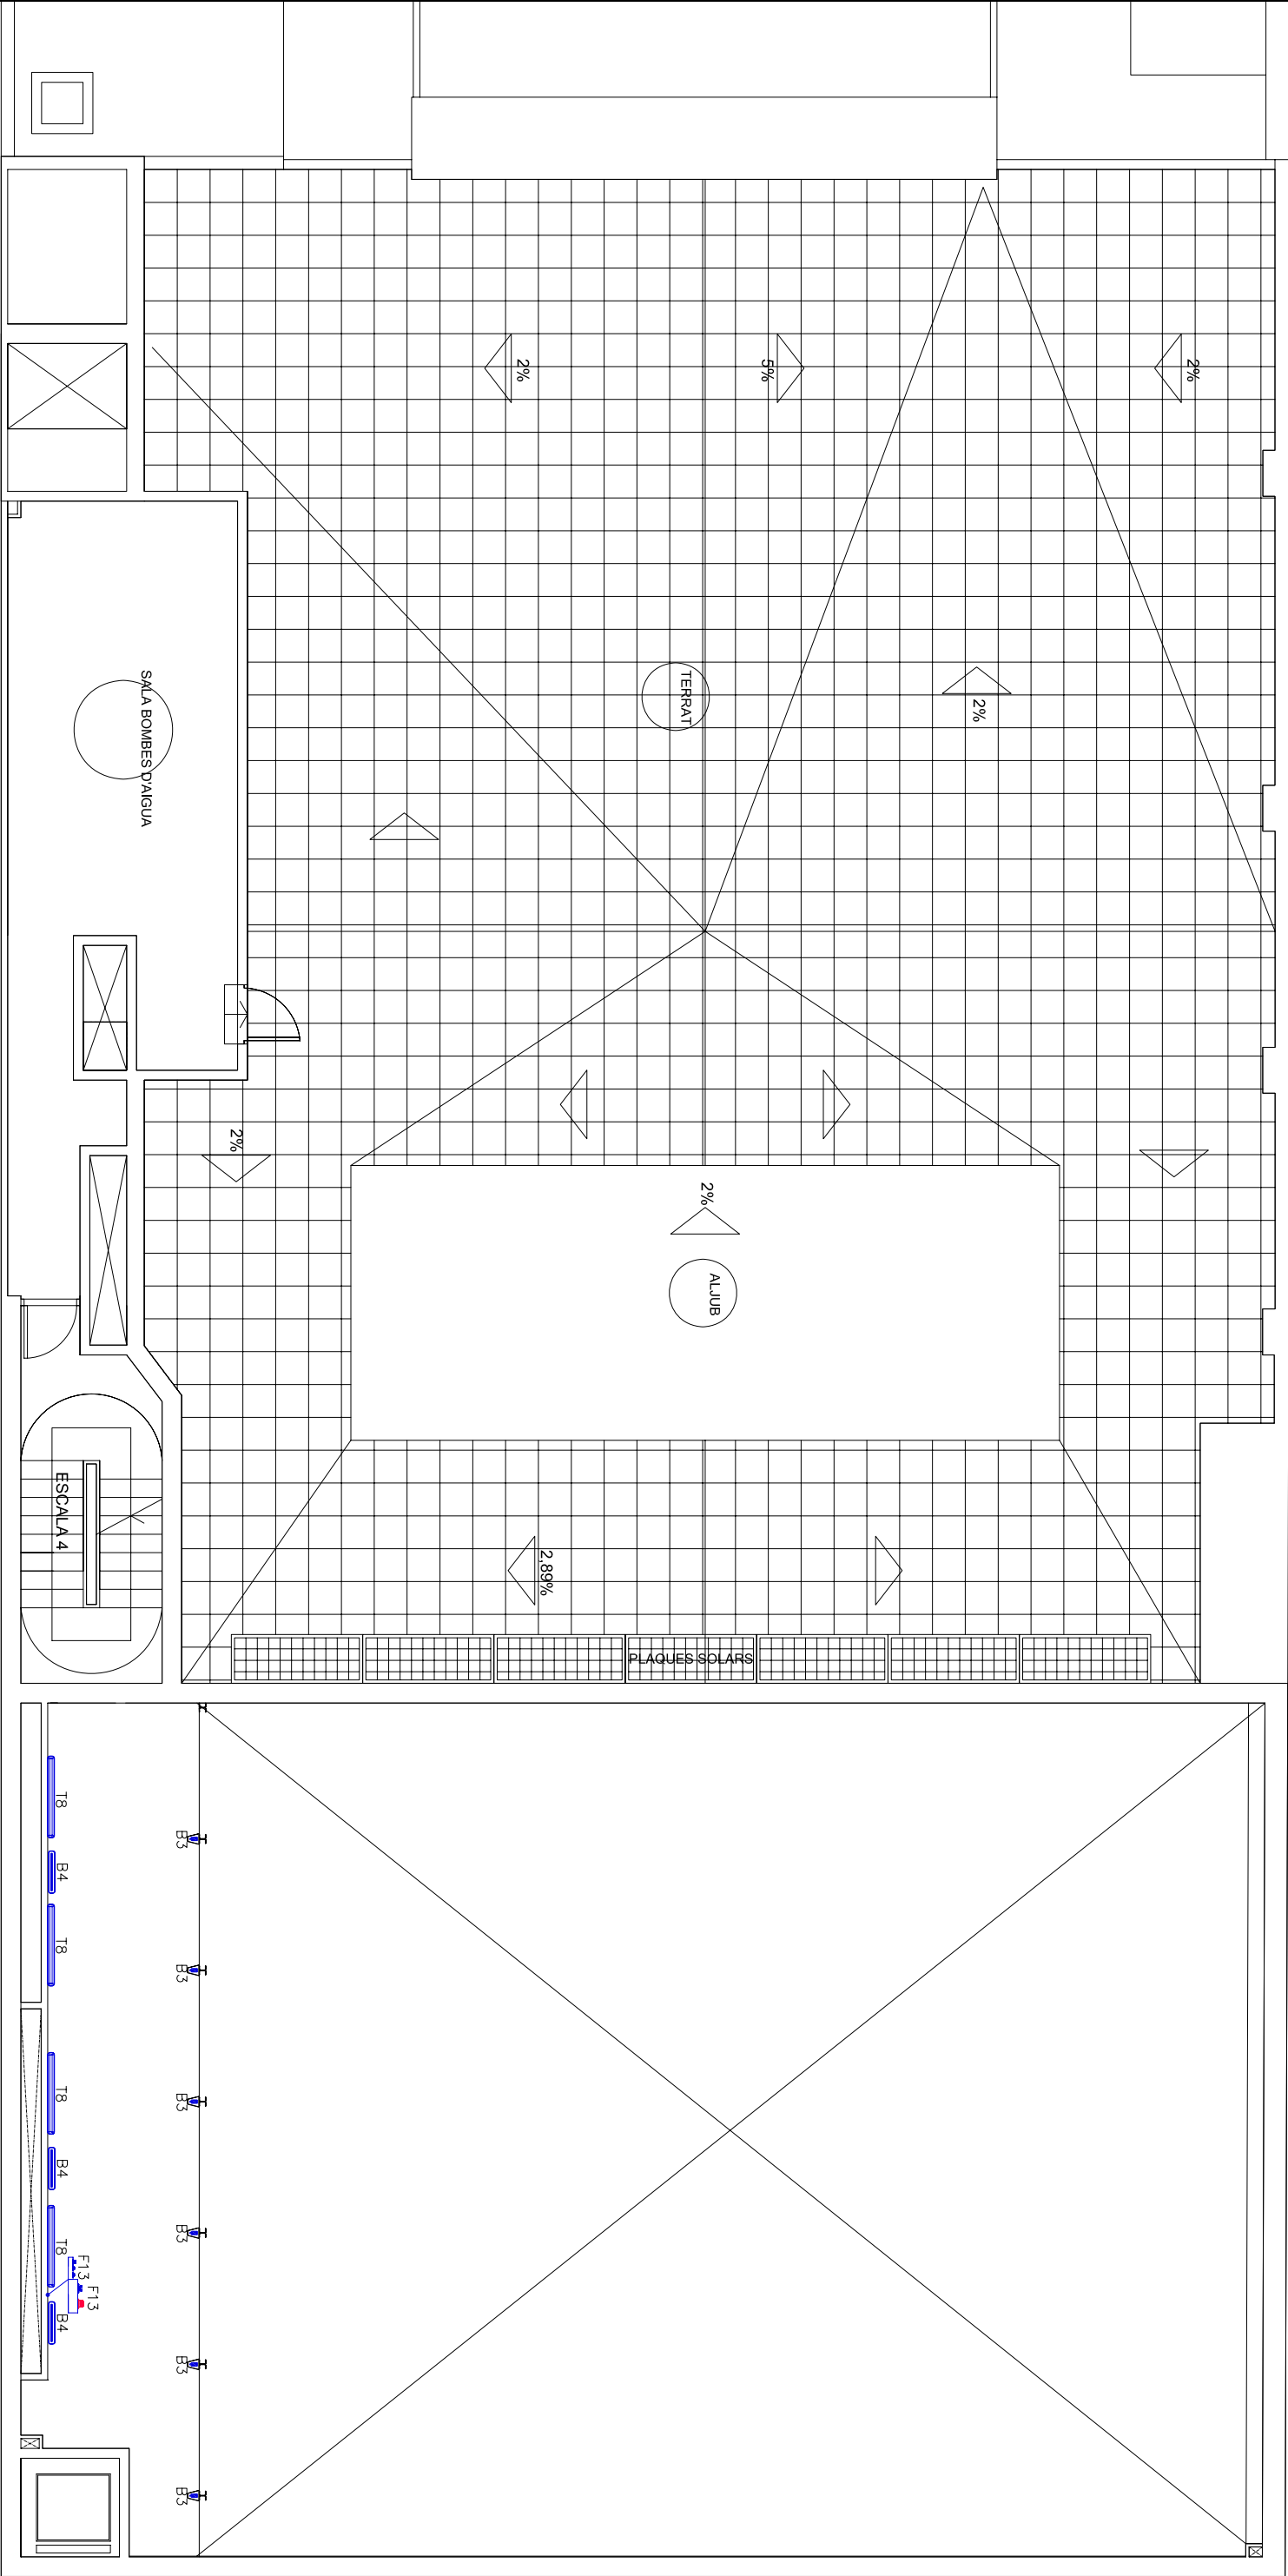 2%
5%
2%
SALA BOMBES D'AIGUA
TERRAT
2%
2%
2%
ALJUB
ESCALA 4
2,89%
PLAQUES SOLARS
T8
B3
B4
T8
B3
T8
B3
B4
T8
B3
F13
F13
B4
B3
B3